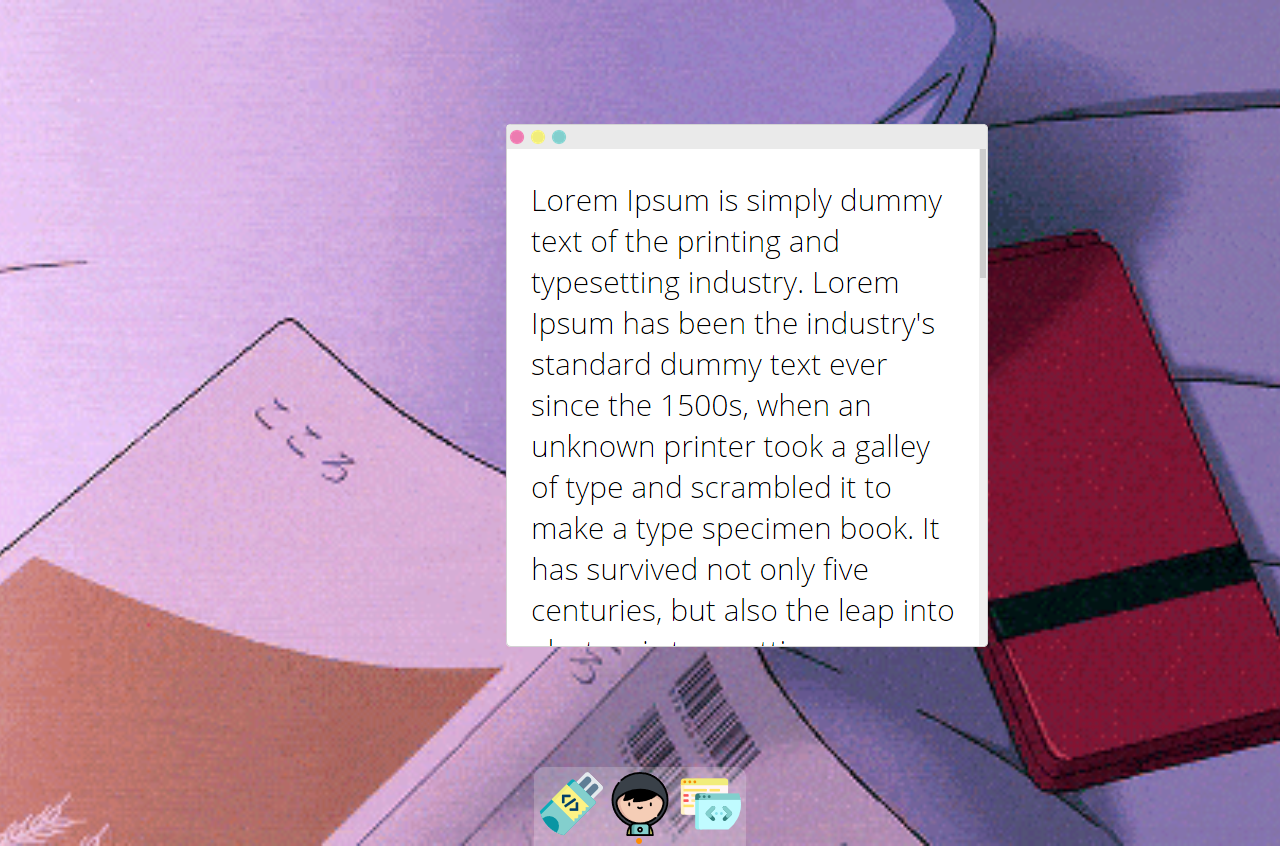 Lorem Ipsum is simply dummy
text of the printing and
typesetting industry. Lorem
Ipsum has been the industry's
standard dummy text ever
since the 1500s, when an
unknown printer took a galley
of type and scrambled it to
make a type specimen book. It
has survived not only five
centuries, but also the leap into
こころ
ろ